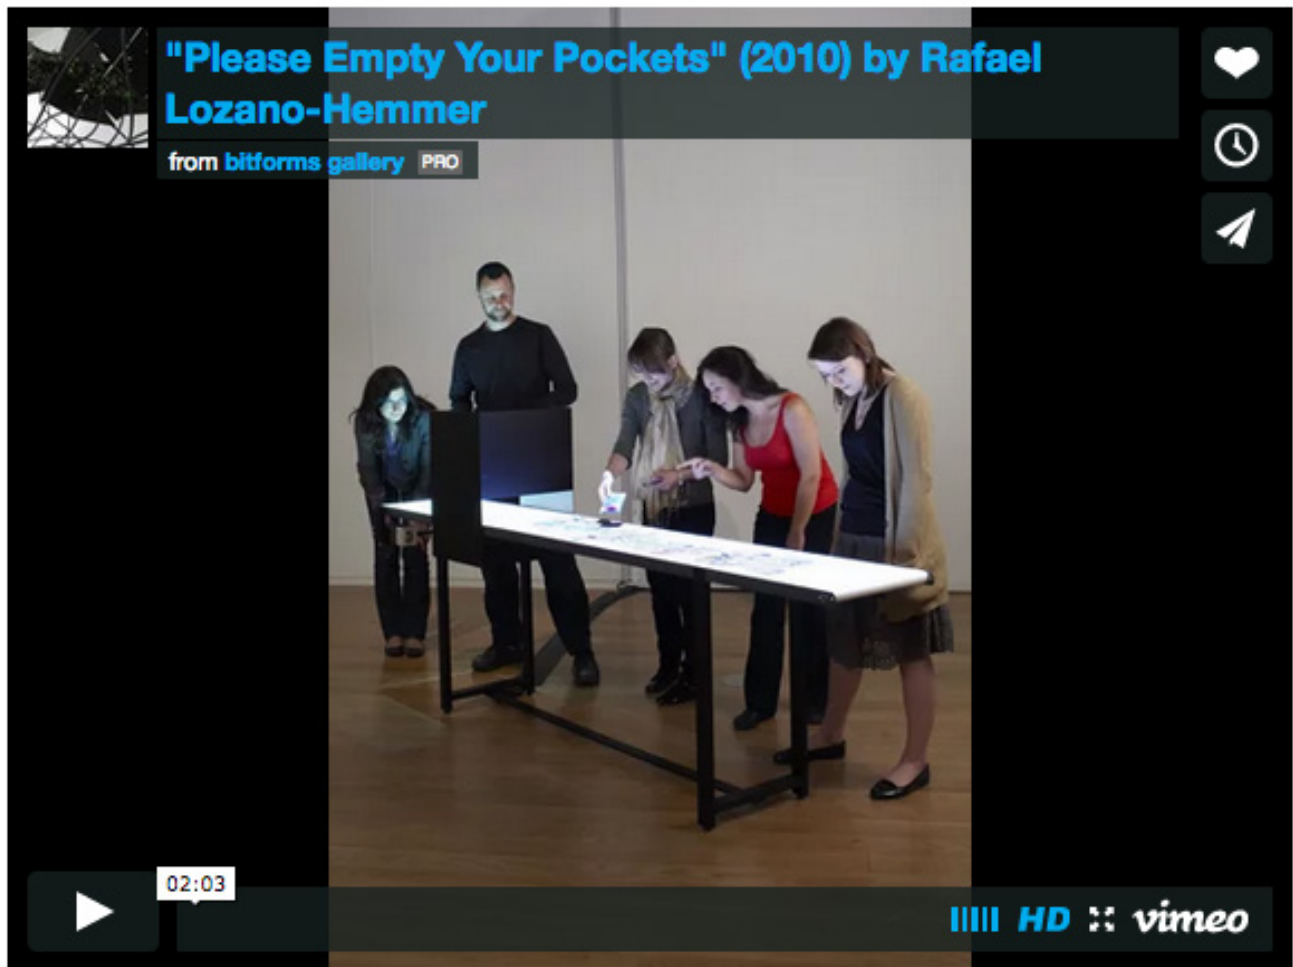 "Please Empty Your Pockets" (2010) by Rafael
Lozano-Hemmer
from bitforms gallery PRO
02:03
HD vimeo